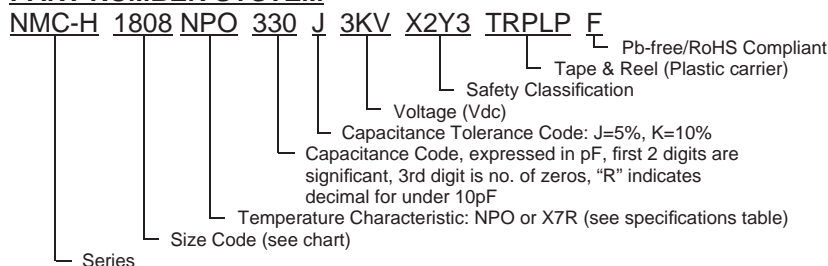 NMC-H 1808 NPO 330 J 3KV X2Y3 TRPLP F
Pb-free/RoHS Compliant
Tape & Reel (Plastic carrier)
Safety Classification
Voltage (Vdc)
Capacitance Tolerance Code: J=5%, K=10%
Capacitance Code, expressed in pF, first 2 digits are
significant, 3rd digit is no. of zeros, “R” indicates
decimal for under 10pF
Temperature Characteristic: NPO or X7R (see specifications table)
Size Code (see chart)
Series